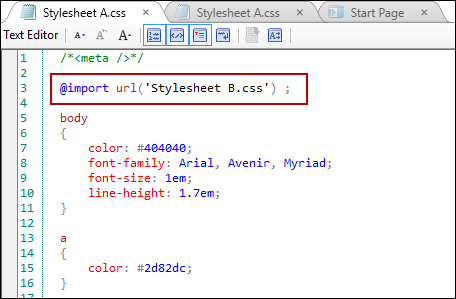 Stylesheet A.css Stylesheet A.css Start Page
Text Editor
1 /*<meta />*/
2
3 @import url('Stylesheet B.css') ;
4
5 body
6 {
7 color: #404040;
8 font-family: Arial, Avenir, Myriad;
9 font-size: 1em;
10 line-height: 1.7em;
11 }
12
13 a
14 {
15 color: #2d82dc;
16 }
17